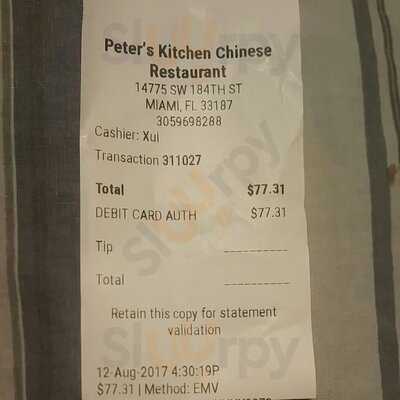 Peter's Kitchen Chinese
Restaurant
14775 SW 184TH ST
MIAMI, FL 33187
3059698288
Cashier: Xui
Transaction 311027
Total $77.31
DEBIT CARD AUTH $77.31
Tip
Total
Retain this copy for statement
validation
12-Aug-2017 4:30:19P
$77.31 | Method: EMV